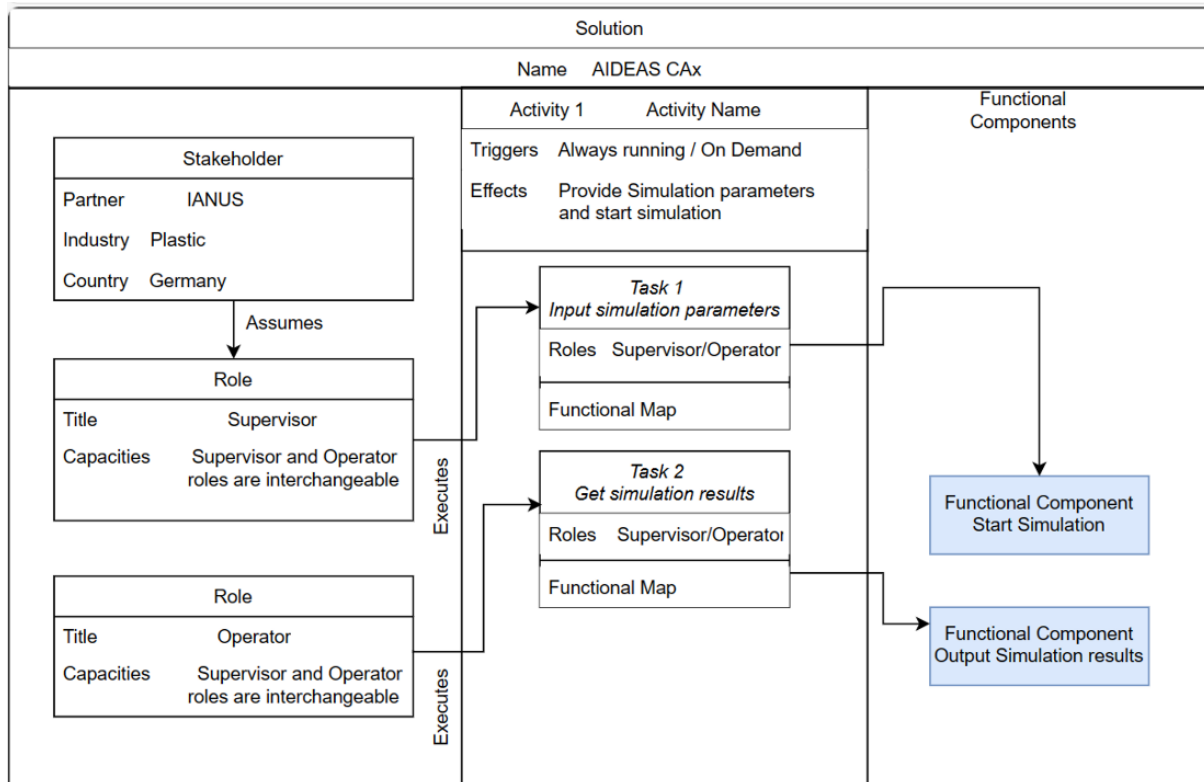 Solution
Name AIDEAS CAx
Stakeholder
Partner IANUS
Industry Plastic
Country Germany
Assumes
Role
Title Supervisor
Capacities Supervisor and Operator
roles are interchangeable
Executes
Role
Title Operator
Capacities Supervisor and Operator
roles are interchangeable
Executes
Activity 1 Activity Name
Triggers Always running / On Demand
Effects Provide Simulation parameters
and start simulation
Task 1
Input simulation parameters
Roles Supervisor/Operator
Functional Map
Task 2
Get simulation results
Roles Supervisor/Operator
Functional Map
Functional
Components
Functional Component
Start Simulation
Functional Component
Output Simulation results